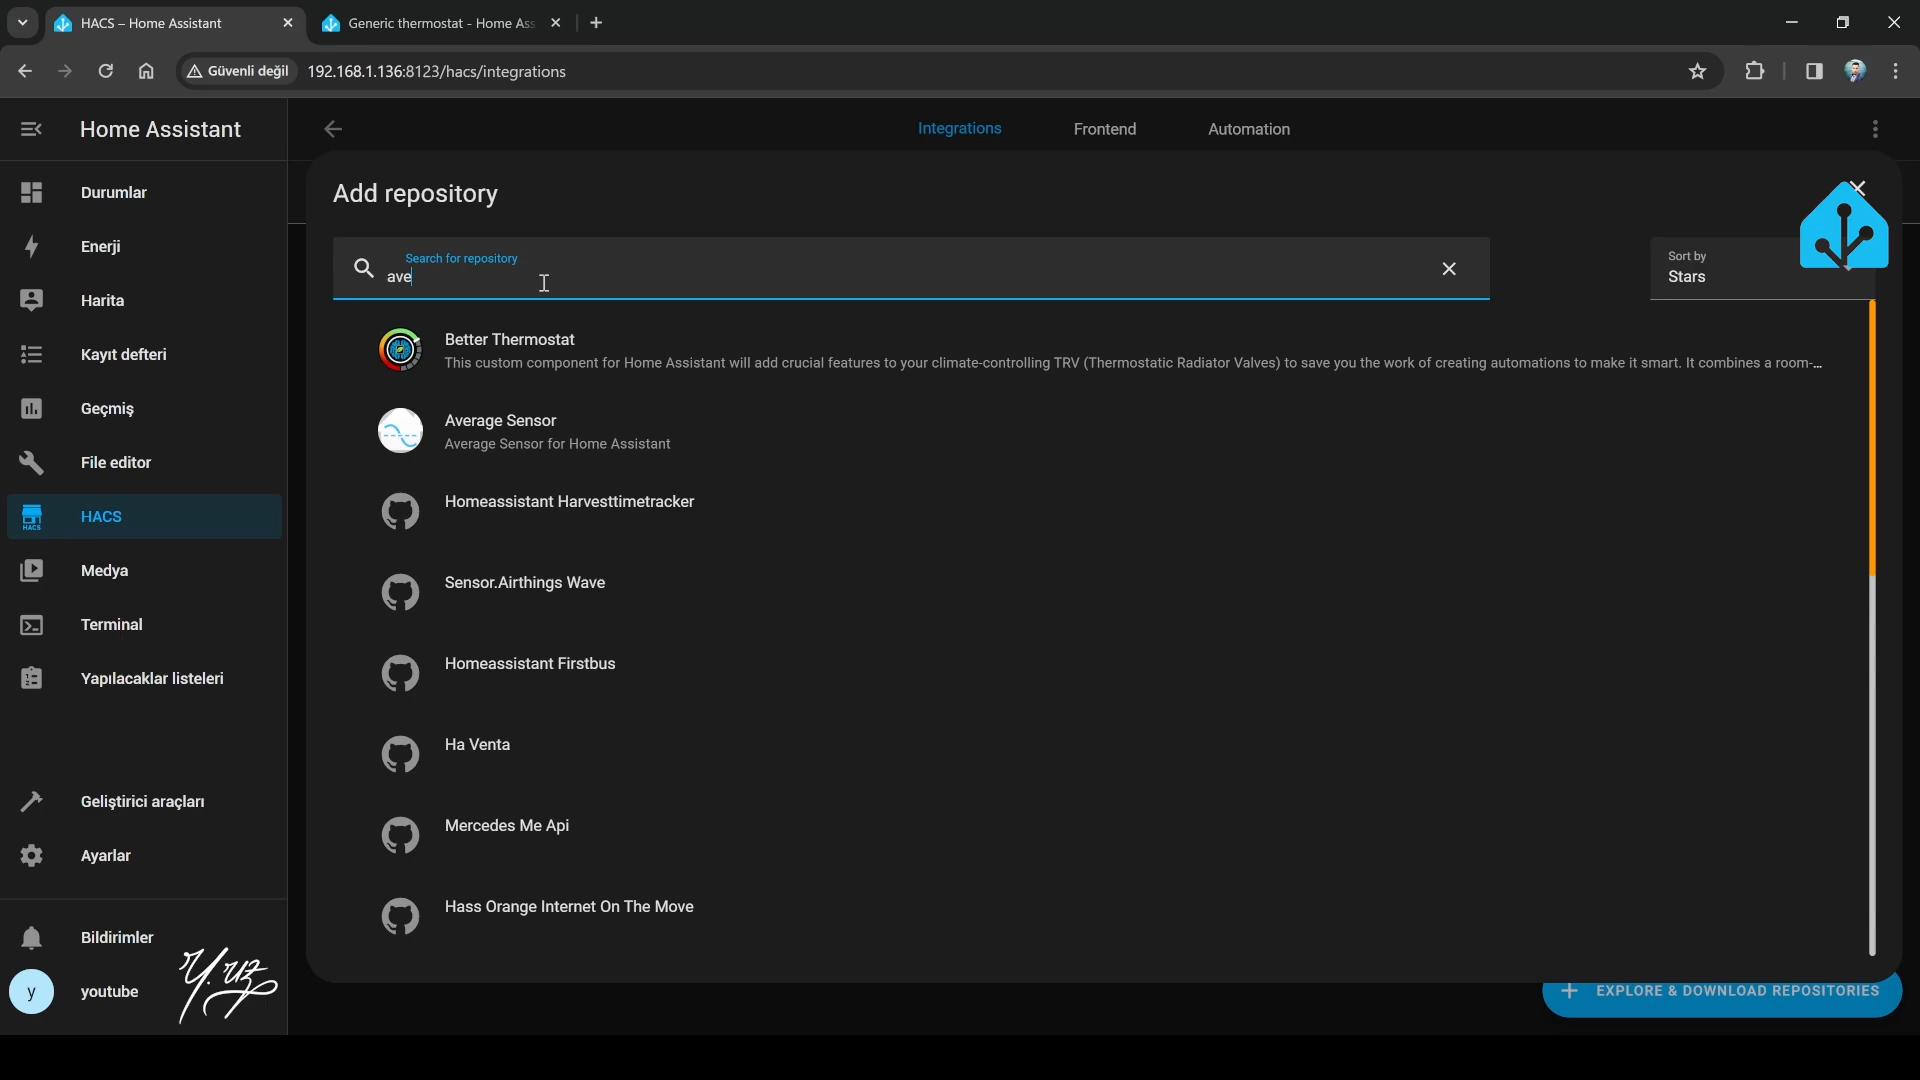 HACS – Home Assistant
Generic thermostat - Home Ass
Güvenli değil
192.168.1.136:8123/hacs/integrations
Home Assistant
Integrations
Frontend
Automation
Durumlar
Enerji
Harita
Kayıt defteri
Geçmiş
File editor
HACS
HACS
Medya
Terminal
Yapılacaklar listeleri
Geliştirici araçları
Ayarlar
Bildirimler
y
youtube
Y.uz
Add repository
Search for repository
ave
Sort by
Stars
Better Thermostat
This custom component for Home Assistant will add crucial features to your climate-controlling TRV (Thermostatic Radiator Valves) to save you the work of creating automations to make it smart. It combines a room-...
Average Sensor
Average Sensor for Home Assistant
Homeassistant Harvesttimetracker
Sensor.Airthings Wave
Homeassistant Firstbus
Ha Venta
Mercedes Me Api
Hass Orange Internet On The Move
EXPLORE & DOWNLOAD REPOSITORIES